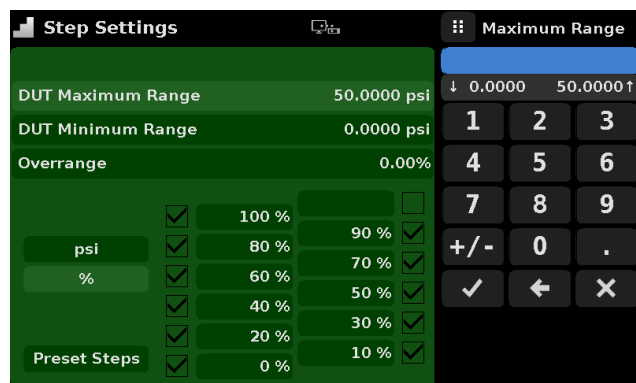 Step Settings
Maximum Range
DUT Maximum Range 50.0000 psi
↓ 0.0000 50.0000↑
DUT Minimum Range 0.0000 psi
Overrange 0.00%
100 %
90 %
80 %
70 %
60 %
50 %
40 %
30 %
20 %
10 %
0 %
psi
%
Preset Steps
1 2 3
4 5 6
7 8 9
+/- 0 .